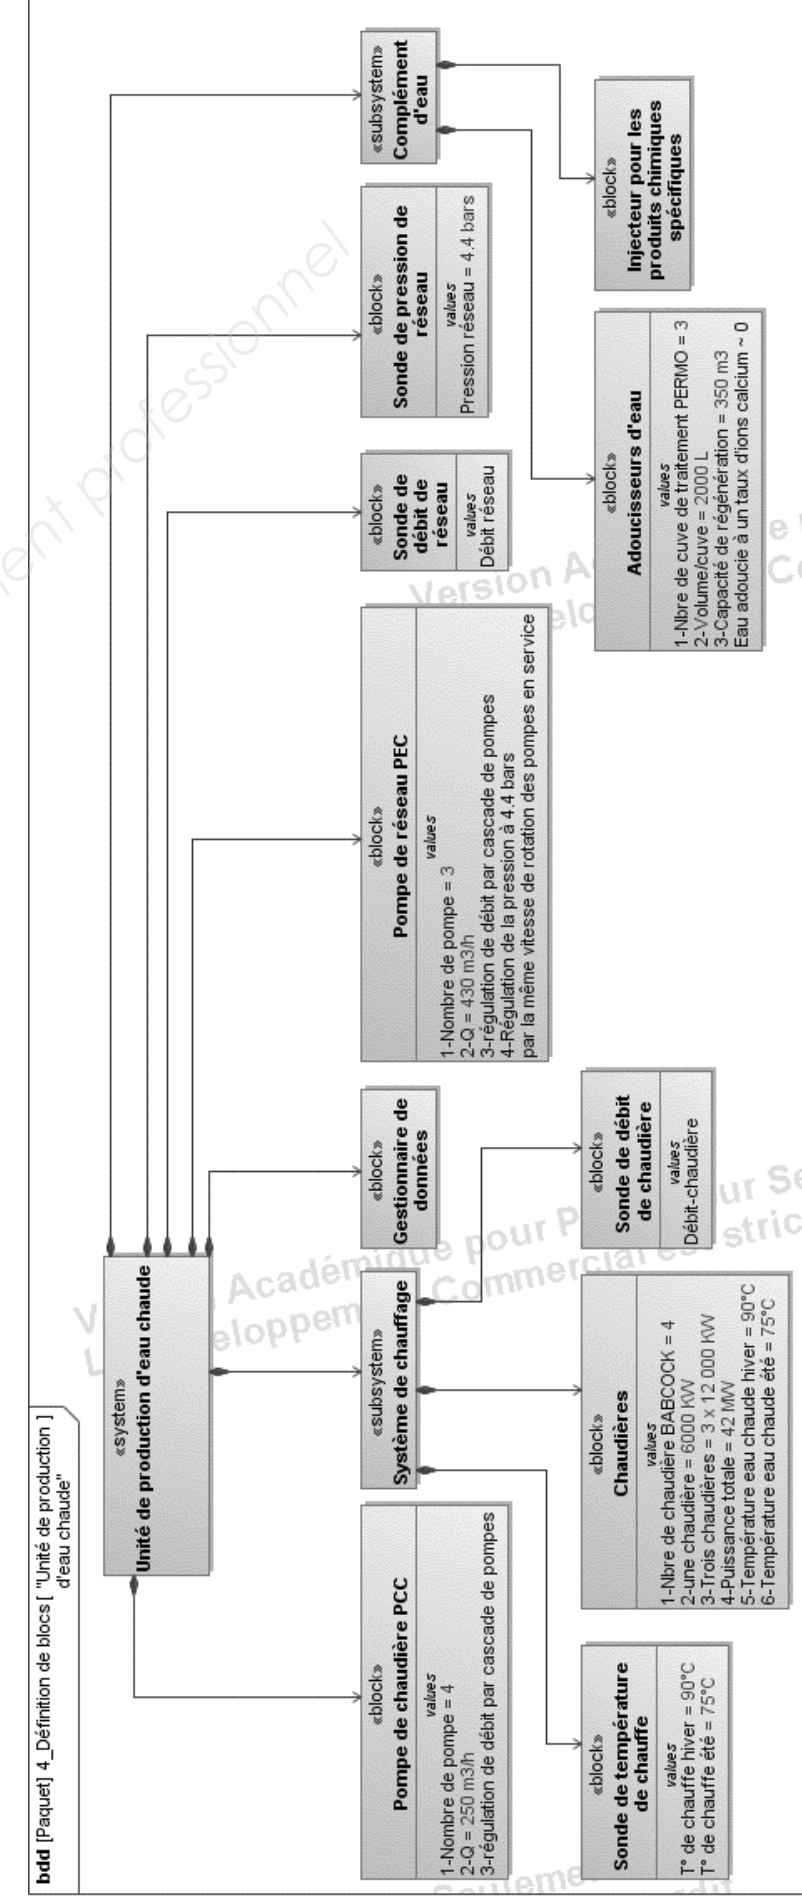 bdd [Paquet] 4_Définition de blocs [ "Unité de production ]
d'eau chaude"
«system»
Unité de production d'eau chaude
«block»
Pompe de chaudière PCC
values
1-Nombre de pompe = 4
2-Q = 250 m3/h
3-régulation de débit par cascade de pompes
«subsystem»
Système de chauffage
«block»
Gestionnaire de
données
«block»
Pompe de réseau PEC
values
1-Nombre de pompe = 3
2-Q = 430 m3/h
3-régulation de débit par cascade de pompes
4-Régulation de la pression à 4.4 bars
par la même vitesse de rotation des pompes en service
«block»
Sonde de
débit de
réseau
values
Débit réseau
«block»
Sonde de pression de
réseau
values
Pression réseau = 4.4 bars
«subsystem»
Complément
d'eau
«block»
Sonde de température
de chauffe
values
T° de chauffe hiver = 90°C
T° de chauffe été = 75°C
«block»
Chaudières
values
1-Nbre de chaudière BABCOCK = 4
2-une chaudière = 6000 KW
3-Trois chaudières = 3 x 12 000 KW
4-Puissance totale = 42 MW
5-Température eau chaude hiver = 90°C
6-Température eau chaude été = 75°C
«block»
Sonde de débit
de chaudière
values
Débit-chaudière
«block»
Adoucisseurs d'eau
values
1-Nbre de cuve de traitement PERMO = 3
2-Volume/cuve = 2000 L
3-Capacité de régénération = 350 m3
Eau adoucie à un taux d'ions calcium ~ 0
«block»
Injecteur pour les
produits chimiques
spécifiques
professionnel
Académique pour
Commercial est strict
Version